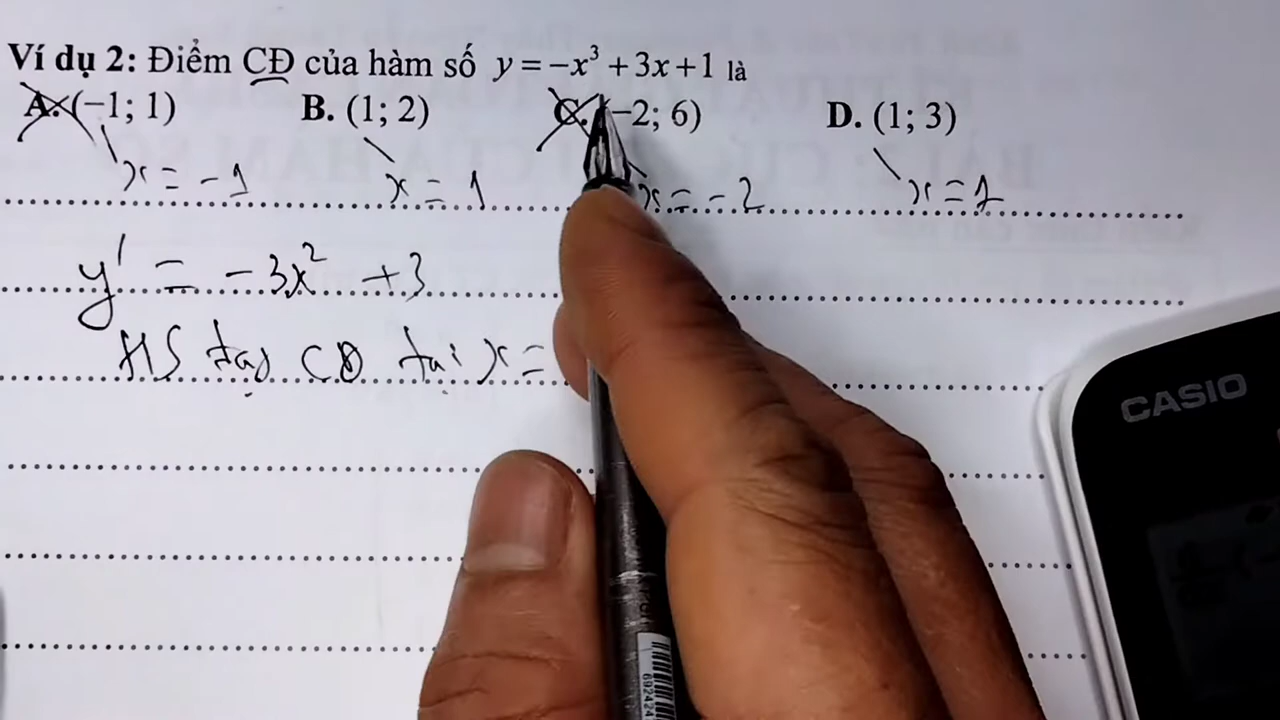 Ví dụ 2: Điểm CĐ của hàm số y = −x³ + 3x + 1 là
A. (−1; 1) B. (1; 2) C. (−2; 6) D. (1; 3)
x = −1 x = 1 x = −2 x = 1
y' = −3x² + 3
HS đạt CĐ tại x =
CASIO